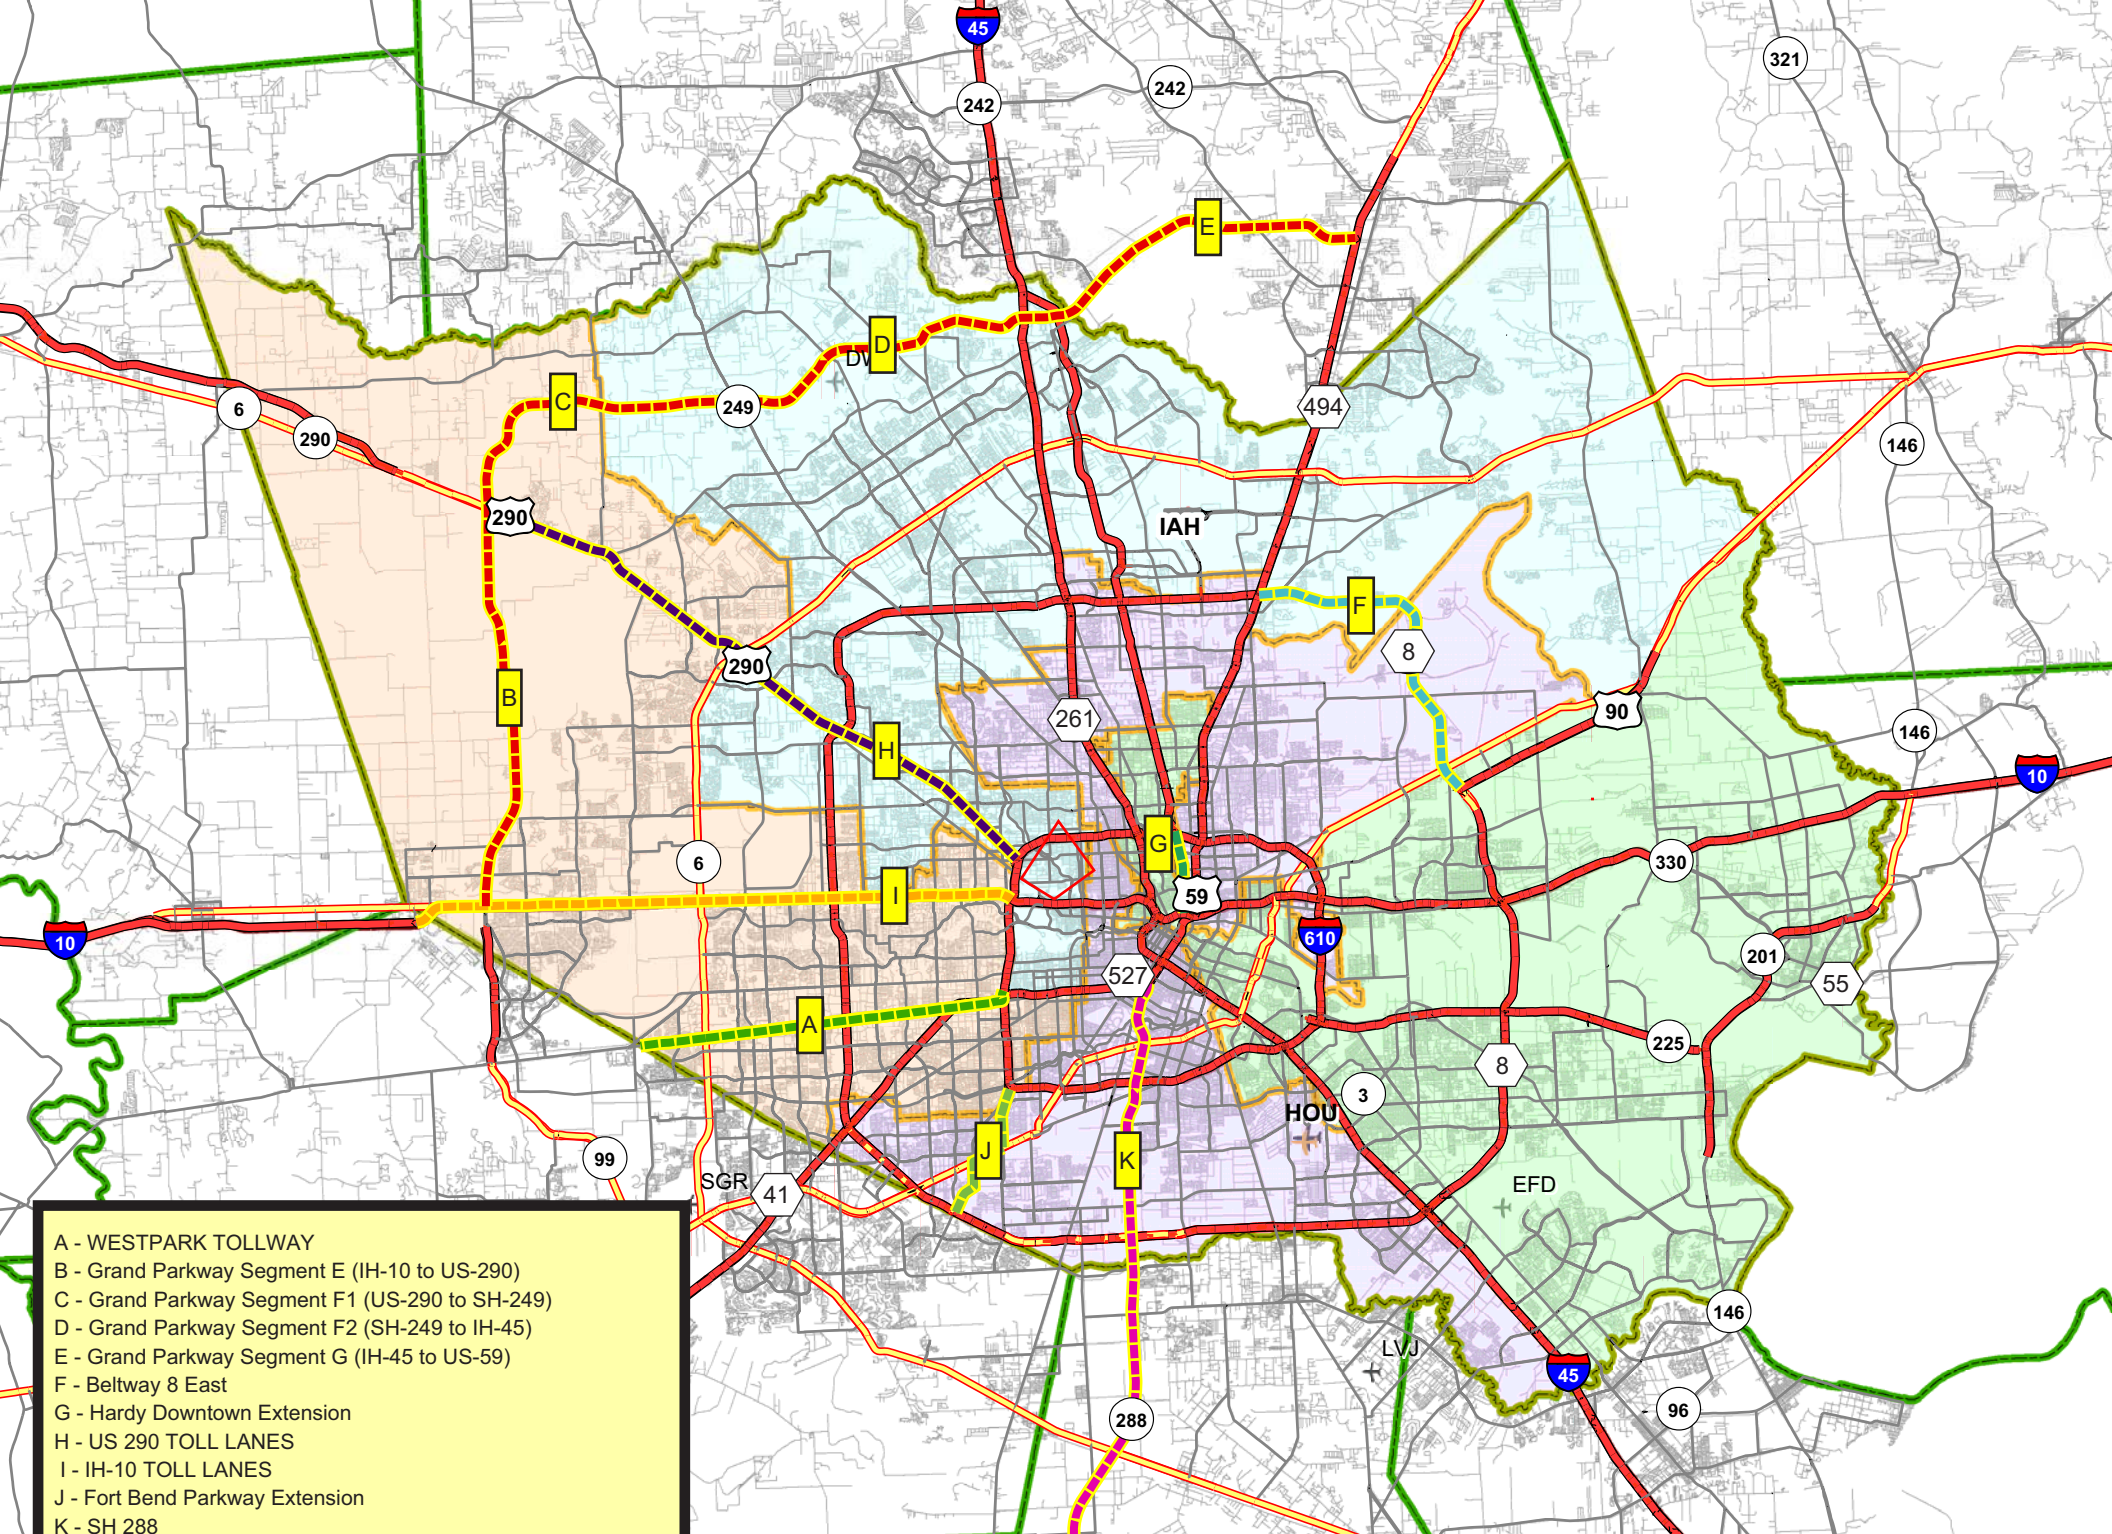 45
321
242
242
E
D
DW
C
249
6
494
290
146
290
IAH
F
8
290
B
90
261
146
H
10
G
330
6
I
59
610
10
201
527
55
A
225
8
3
HOU
J
K
99
SGR
41
EFD
146
LVJ
45
96
288
A - WESTPARK TOLLWAY
B - Grand Parkway Segment E (IH-10 to US-290)
C - Grand Parkway Segment F1 (US-290 to SH-249)
D - Grand Parkway Segment F2 (SH-249 to IH-45)
E - Grand Parkway Segment G (IH-45 to US-59)
F - Beltway 8 East
G - Hardy Downtown Extension
H - US 290 TOLL LANES
I - IH-10 TOLL LANES
J - Fort Bend Parkway Extension
K - SH 288